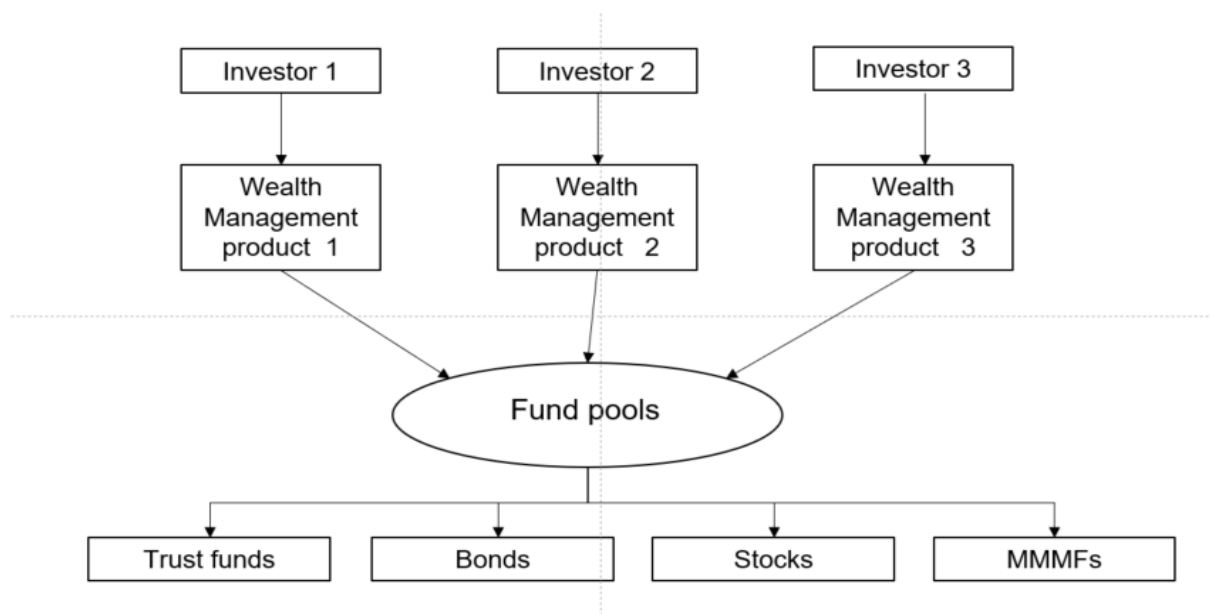 Investor 1
Investor 2
Investor 3
Wealth
Management
product 1
Wealth
Management
product 2
Wealth
Management
product 3
Fund pools
Trust funds
Bonds
Stocks
MMMFs